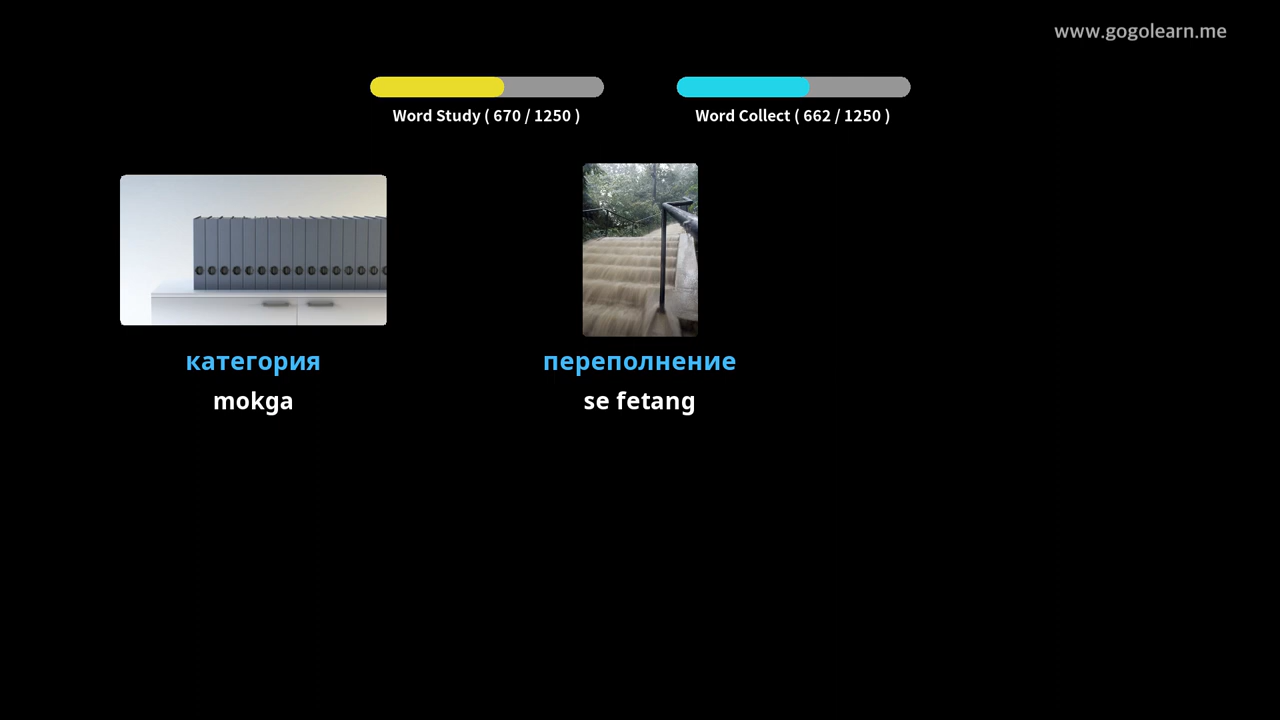 www.gogolearn.me
Word Study ( 670 / 1250 )
Word Collect ( 662 / 1250 )
категория
mokga
переполнение
se fetang